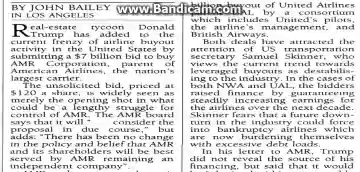 BY JOHN BAILEY
IN LOS ANGELES
Real-estate tycoon Donald
Trump has added to the
current frenzy of airline buyout
activity in the United States by
submitting a $7 billion bid to buy
AMR Corporation, parent of
American Airlines, the nation's
largest carrier.
The unsolicited bid, priced at
$120 a share, is widely seen as
merely the opening shot in what
could be a lengthy struggle for
control of AMR. The AMR board
says that it will " consider the
proposal in due course," but
adds: "There has been no change
in the policy and belief that AMR
and its shareholders will be best
served by AMR remaining an
independent company".
www.Bandicam.com
buyout of United Airlines
by a consortium
which includes United's pilots,
the airline's management, and
British Airways.
Both deals have attracted the
attention of US transportation
secretary Samuel Skinner, who
views the current trend towards
leveraged buyouts as destabilis-
ing to the industry. In the cases of
both NWA and UAL, the bidders
raised finance by guaranteeing
steadily increasing earnings for
the airlines over the next decade.
Skinner fears that a future down-
turn in the industry could force
into bankruptcy airlines which
are now burdening themselves
with excessive debt loads.
In his letter to AMR, Trump
did not reveal the source of his
financing, but said that it would